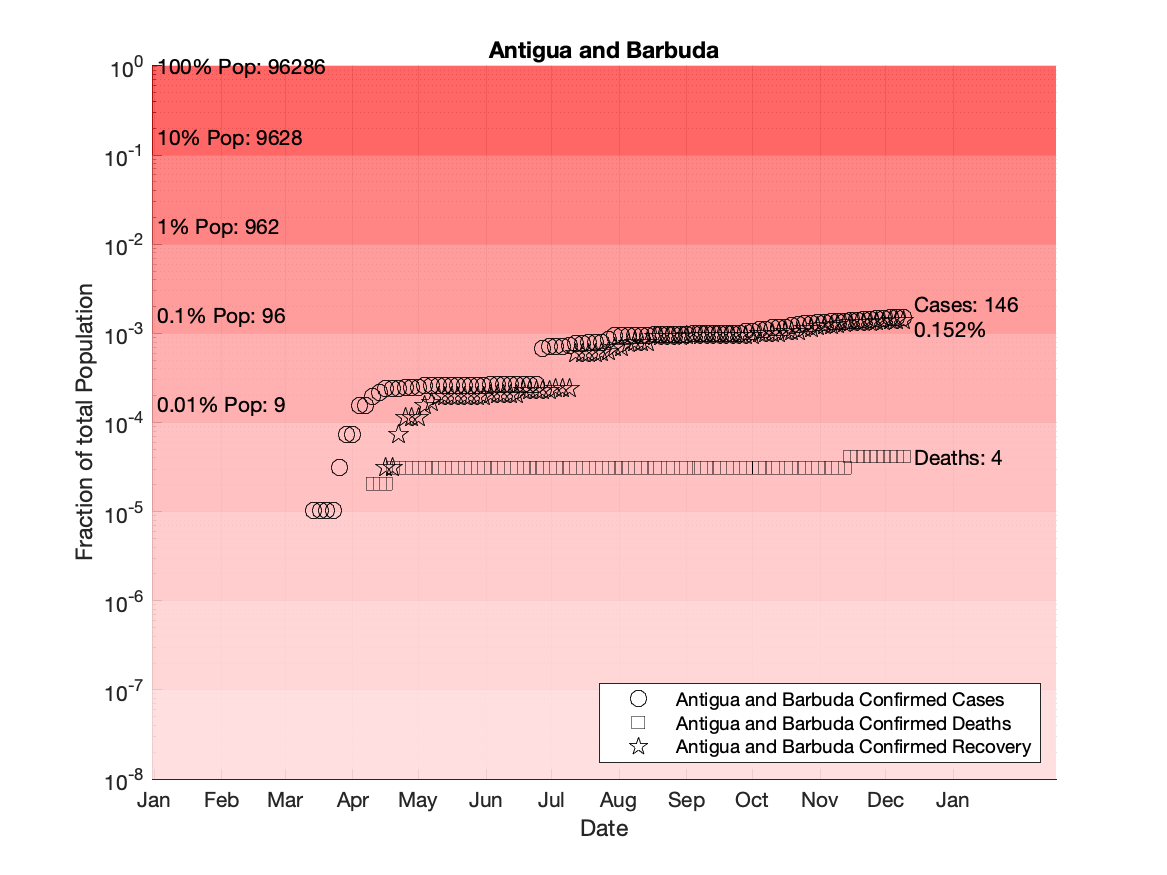 Antigua and Barbuda
10^0
100% Pop: 96286
10% Pop: 9628
10^-1
1% Pop: 962
10^-2
0.1% Pop: 96
10^-3
Cases: 146
0.152%
0.01% Pop: 9
10^-4
Deaths: 4
10^-5
10^-6
10^-7
10^-8
Fraction of total Population
Antigua and Barbuda Confirmed Cases
Antigua and Barbuda Confirmed Deaths
Antigua and Barbuda Confirmed Recovery
Jan Feb Mar Apr May Jun Jul Aug Sep Oct Nov Dec Jan
Date